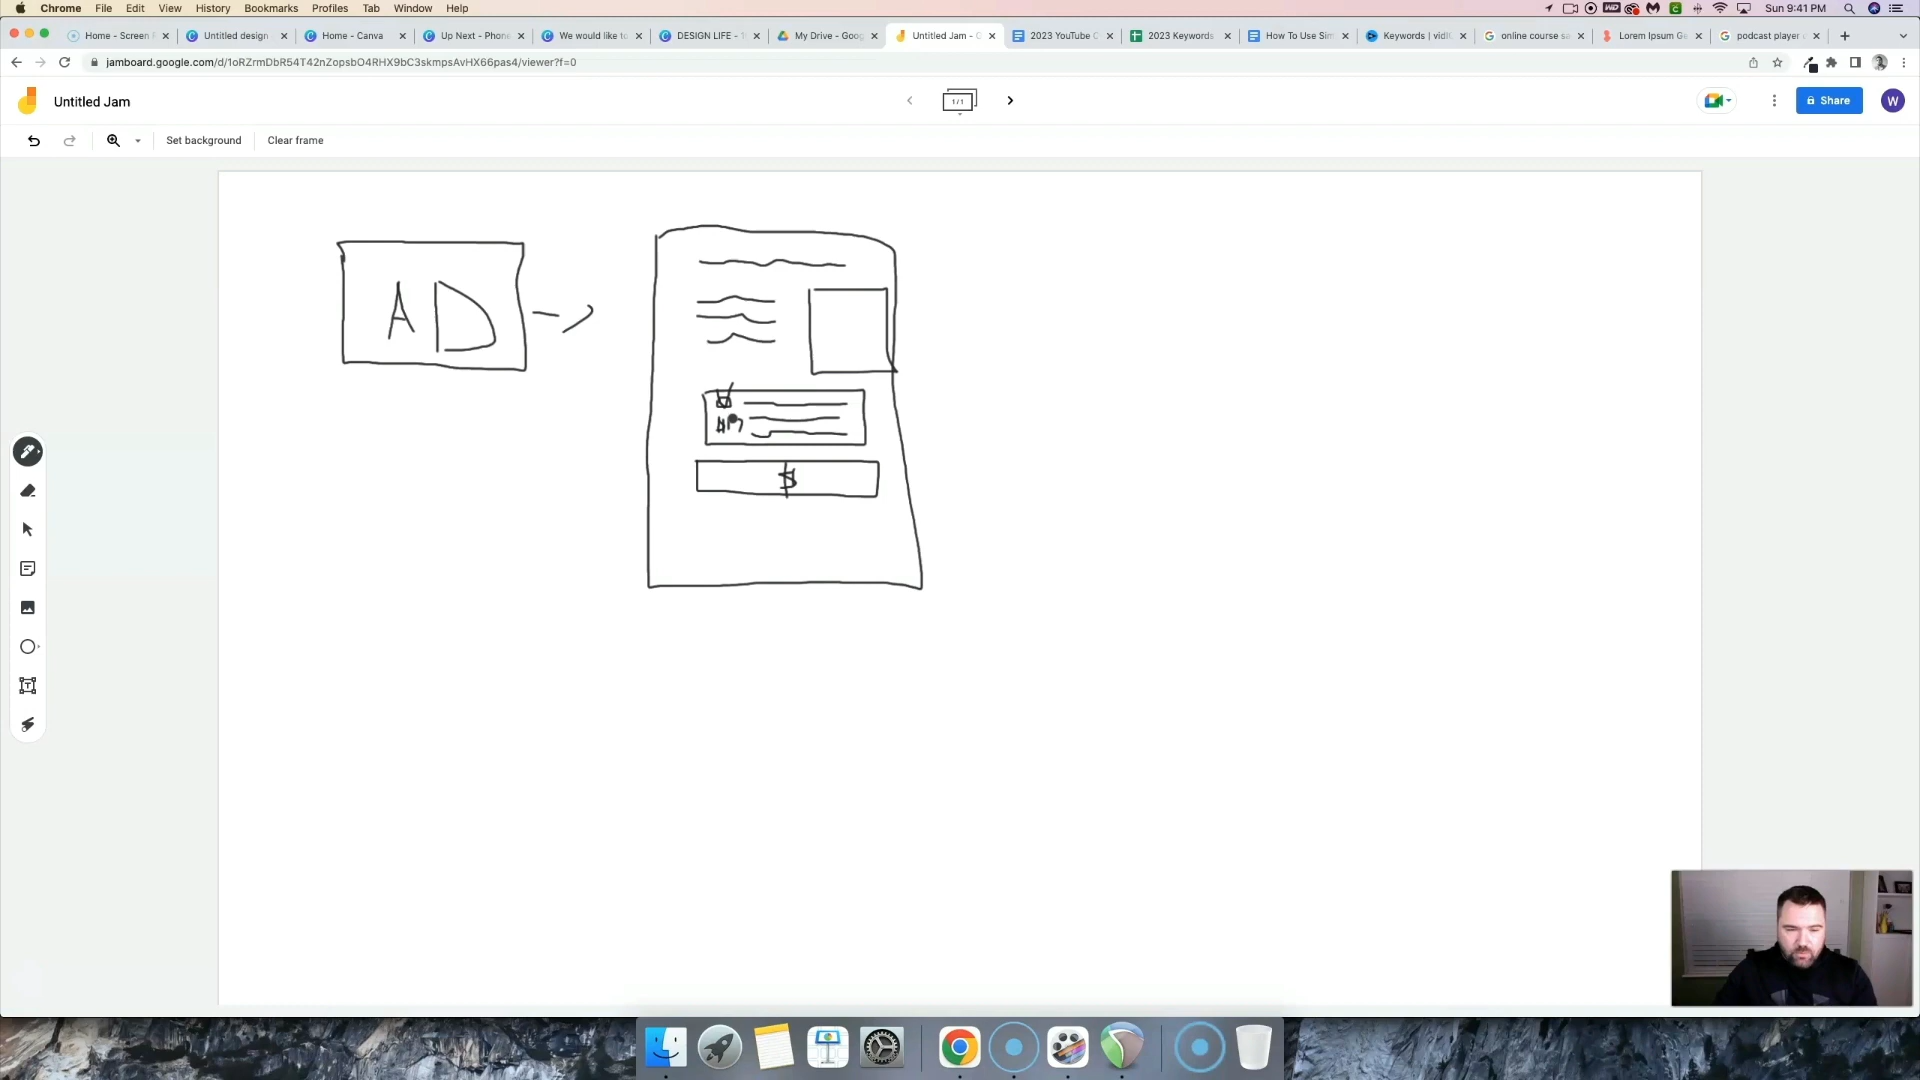 Chrome File Edit View History Bookmarks Profiles Tab Window Help Sun 9:41 PM
Home - Screen Untitled design Home - Canva Up Next - Phone We would like to DESIGN LIFE - My Drive - Goog Untitled Jam - G 2023 YouTube C 2023 Keywords How To Use Sim Keywords | vidI online course sa Lorem Ipsum Ge podcast player
jamboard.google.com/d/1oRZrmDbR54T42nZopsbO4RHX9bC3skmpsAvHX66pas4/viewer?f=0
Untitled Jam 1/1 Share W
Set background Clear frame
AD
$